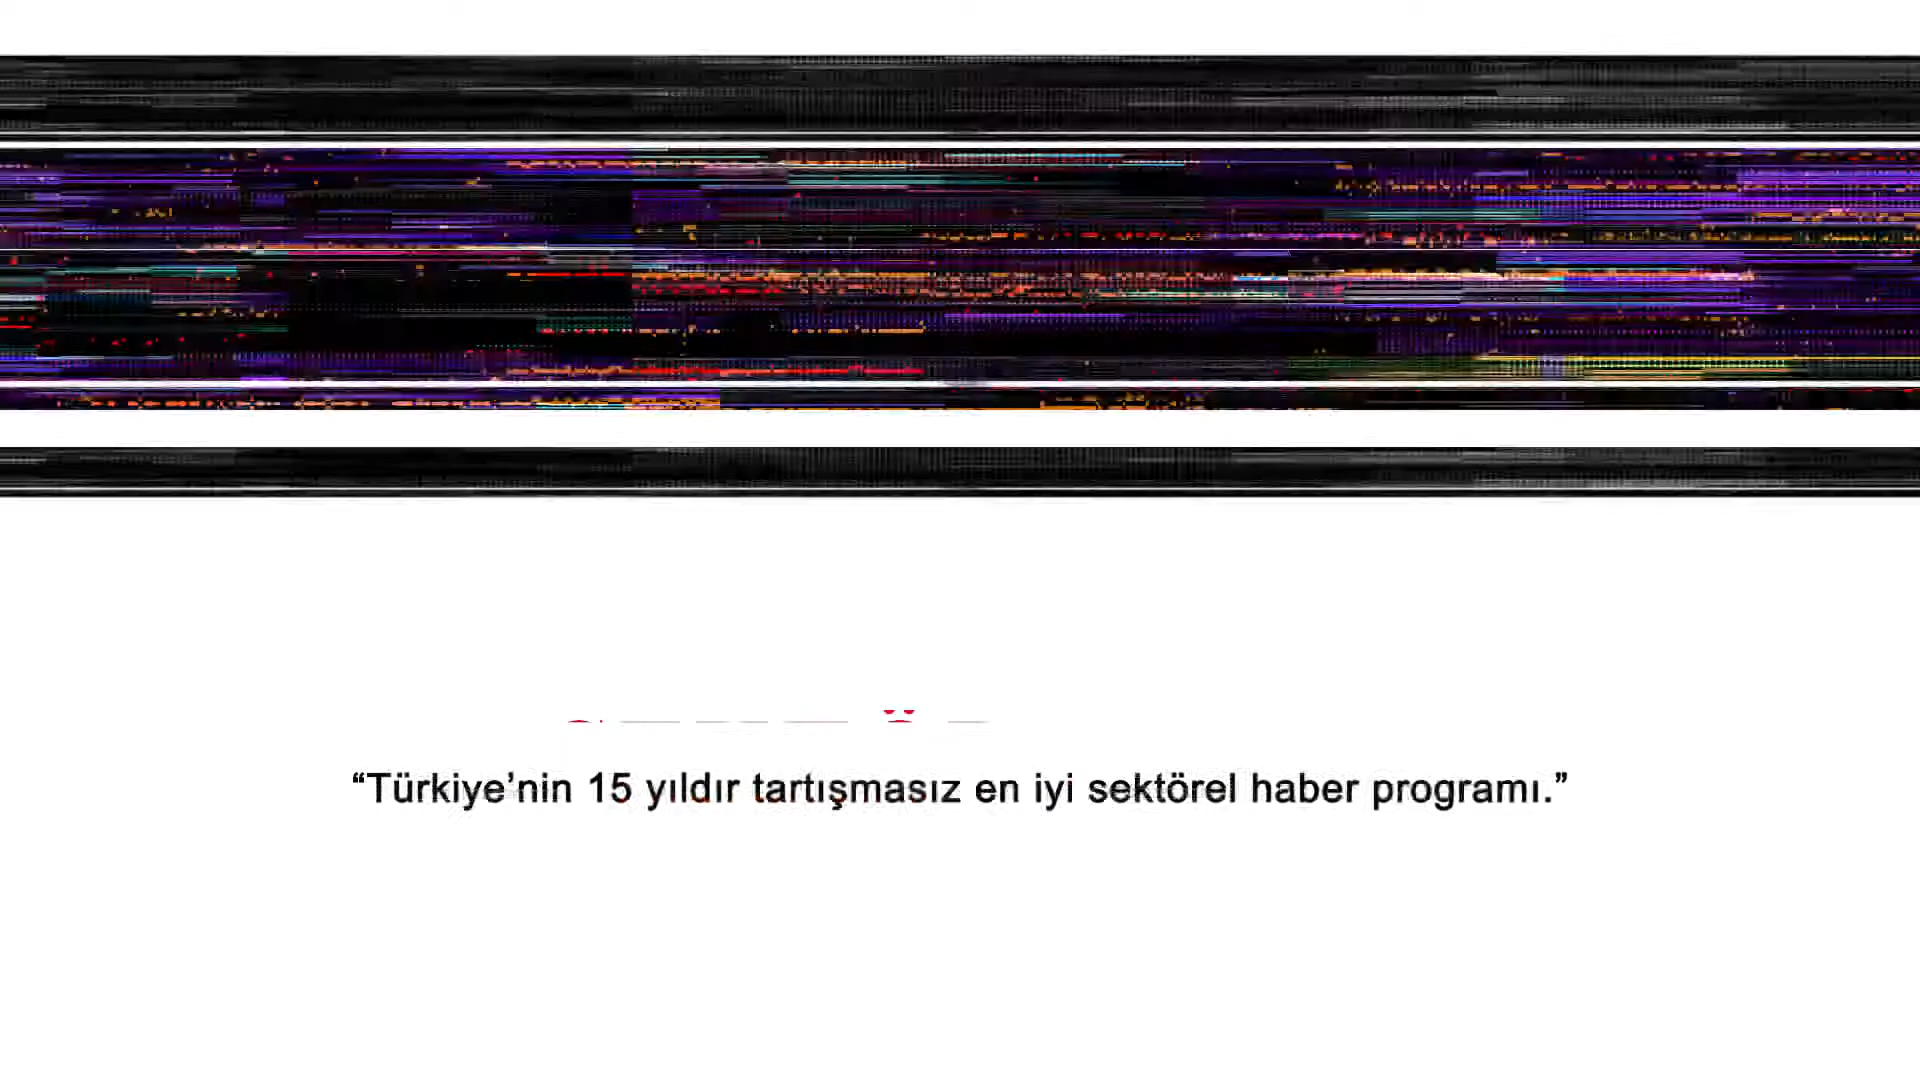 “Türkiye’nin 15 yıldır tartışmasız en iyi sektörel haber programı.”